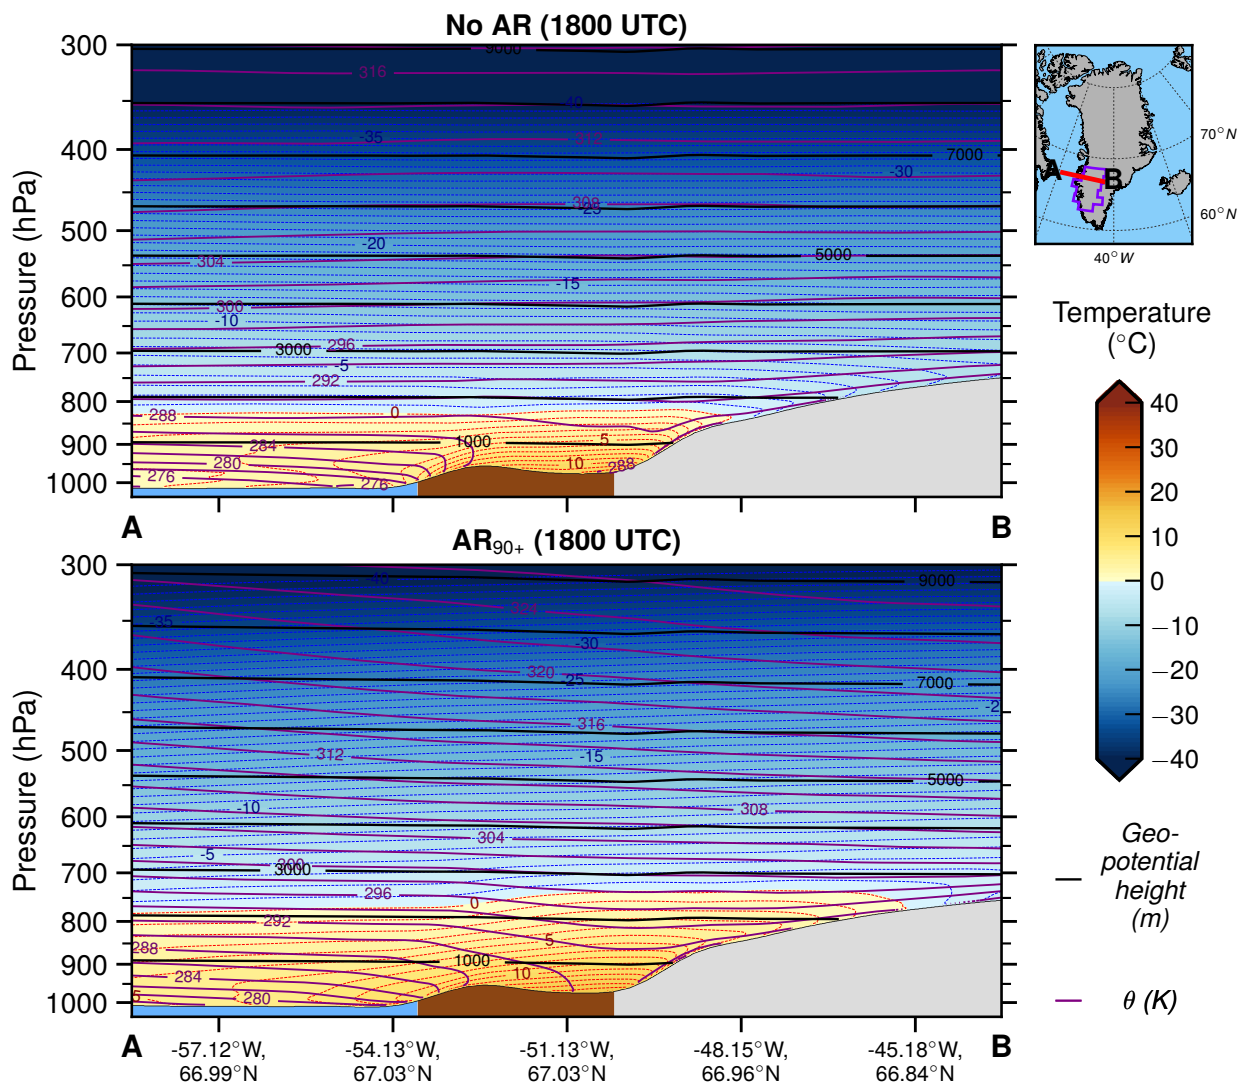 No AR (1800 UTC)
300
400
500
600
700
800
900
1000
Pressure (hPa)
9000
316
-40
-35
312
7000
-30
308
-25
-20
304
5000
-15
300
-10
296
3000
-5
292
288
0
284
1000
5
280
10
288
276
276
A
B
A
B
70°N
60°N
40°W
Temperature
(°C)
40
30
20
10
0
−10
−20
−30
−40
Geo-
potential
height
(m)
θ (K)
AR90+ (1800 UTC)
300
400
500
600
700
800
900
1000
Pressure (hPa)
-40
9000
324
-35
-30
320
-25
7000
-2
316
312
-15
5000
-10
308
304
-5
300
3000
296
0
292
5
288
1000
284
10
280
5
A
B
-57.12°W,
66.99°N
-54.13°W,
67.03°N
-51.13°W,
67.03°N
-48.15°W,
66.96°N
-45.18°W,
66.84°N